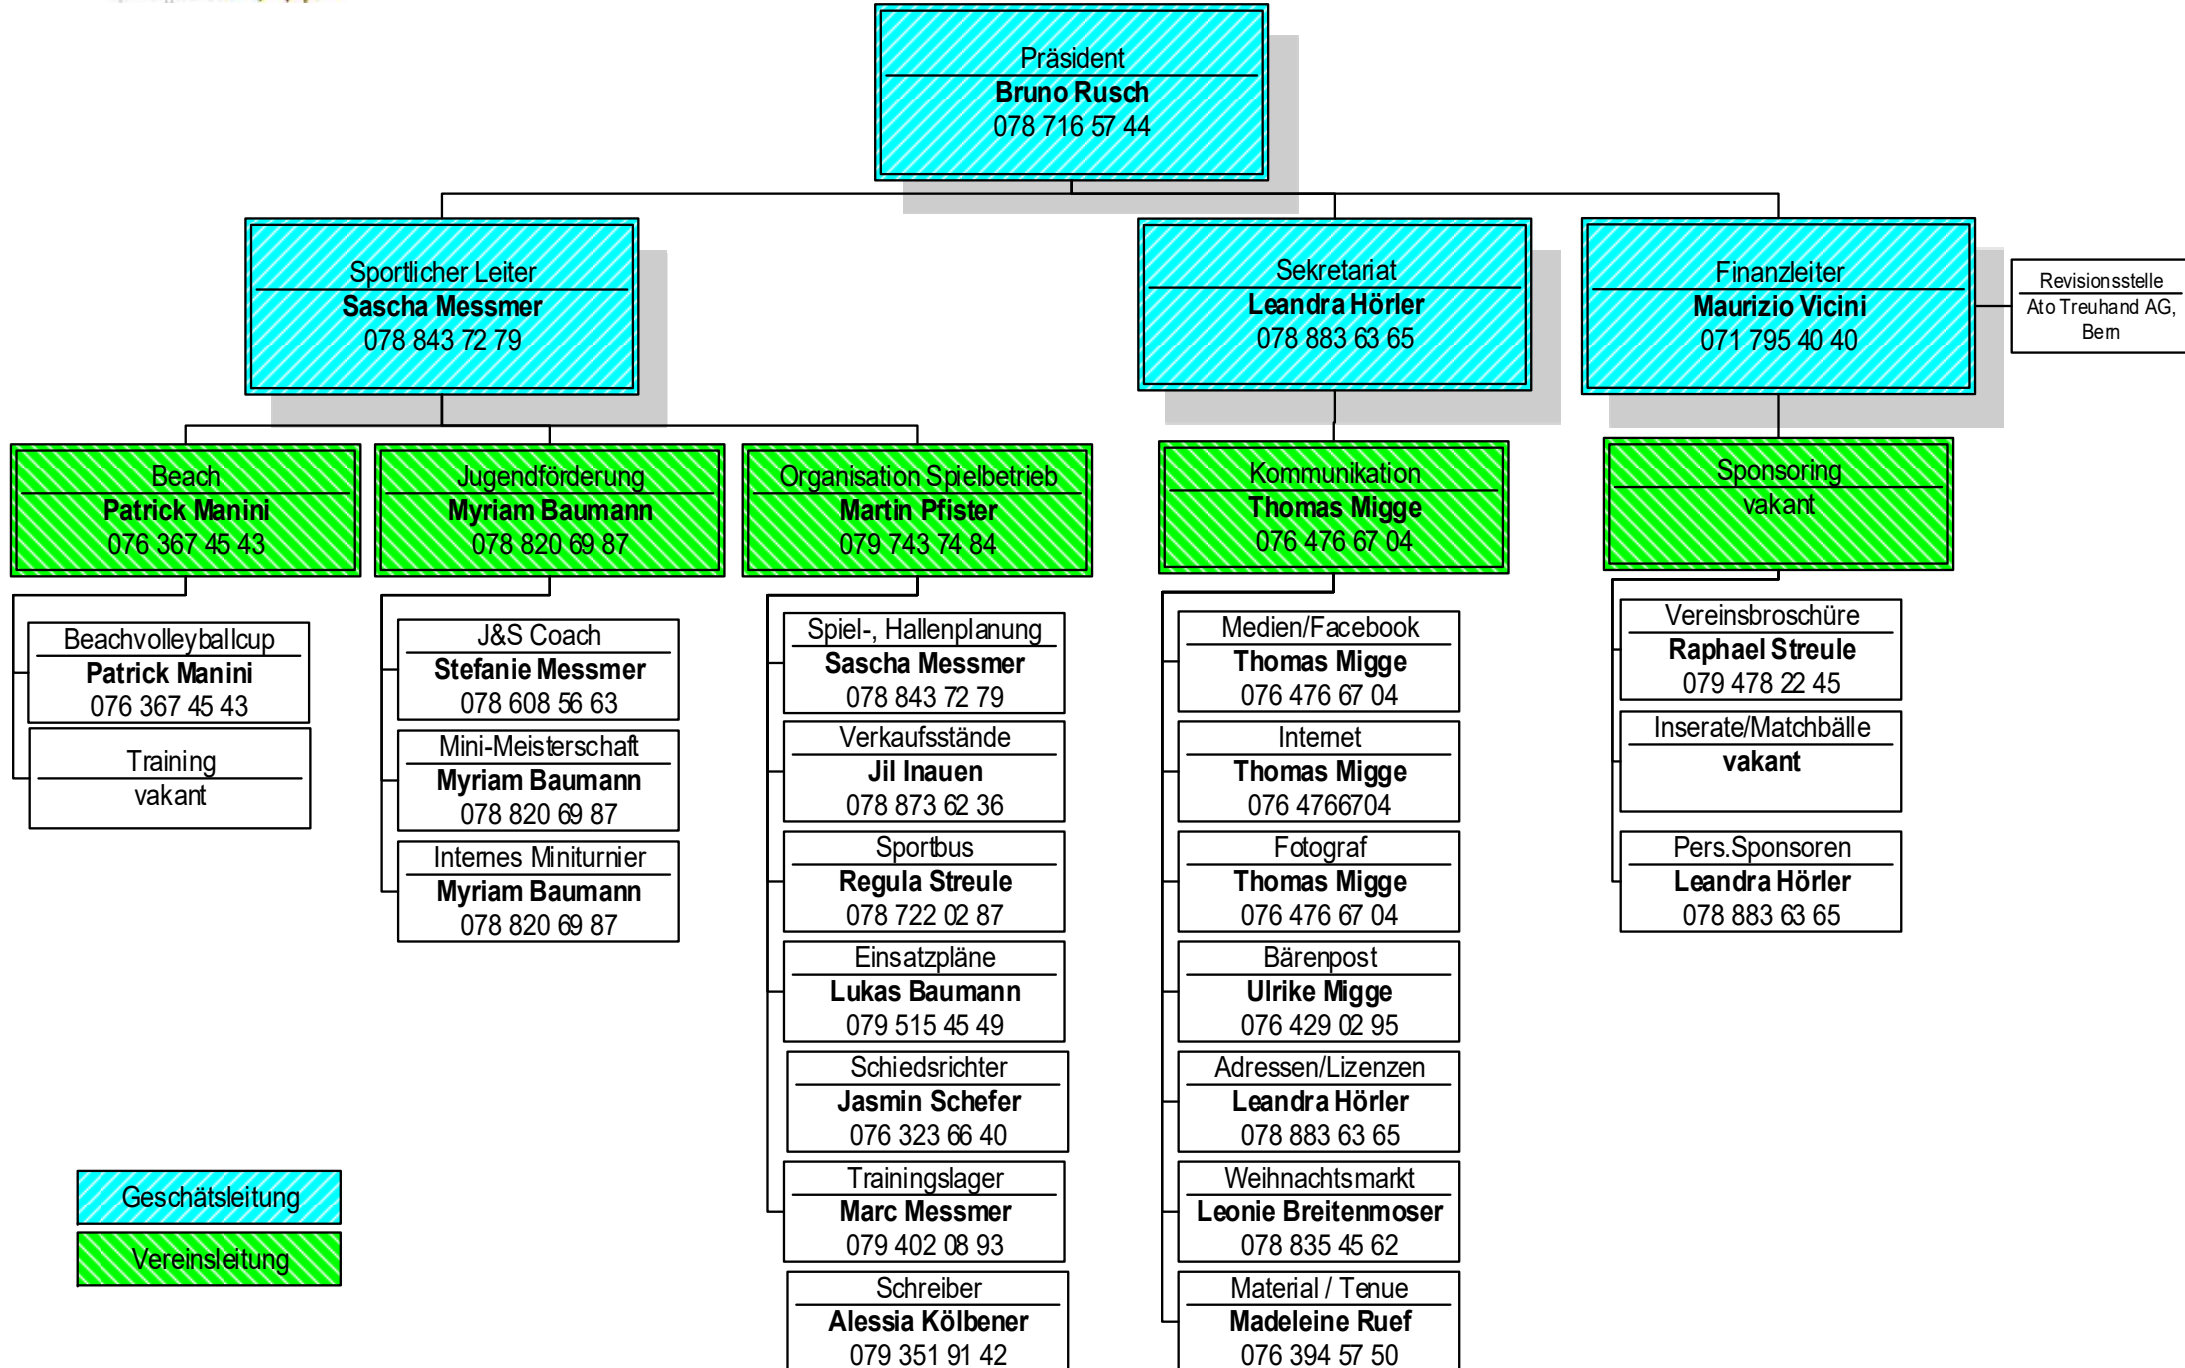 Präsident
Bruno Rusch
078 716 57 44
Sportlicher Leiter
Sascha Messmer
078 843 72 79
Sekretariat
Leandra Hörler
078 883 63 65
Finanzleiter
Maurizio Vicini
071 795 40 40
Revisionsstelle
Ato Treuhand AG,
Bern
Beach
Patrick Manini
076 367 45 43
Jugendförderung
Myriam Baumann
078 820 69 87
Organisation Spielbetrieb
Martin Pfister
079 743 74 84
Kommunikation
Thomas Migge
076 476 67 04
Sponsoring
vakant
Beachvolleyballcup
Patrick Manini
076 367 45 43
Training
vakant
J&S Coach
Stefanie Messmer
078 608 56 63
Mini-Meisterschaft
Myriam Baumann
078 820 69 87
Internes Miniturnier
Myriam Baumann
078 820 69 87
Spiel-, Hallenplanung
Sascha Messmer
078 843 72 79
Verkaufsstände
Jil Inauen
078 873 62 36
Sportbus
Regula Streule
078 722 02 87
Einsatzpläne
Lukas Baumann
079 515 45 49
Schiedsrichter
Jasmin Schefer
076 323 66 40
Trainingslager
Marc Messmer
079 402 08 93
Schreiber
Alessia Kölbener
079 351 91 42
Medien/Facebook
Thomas Migge
076 476 67 04
Internet
Thomas Migge
076 4766704
Fotograf
Thomas Migge
076 476 67 04
Bärenpost
Ulrike Migge
076 429 02 95
Adressen/Lizenzen
Leandra Hörler
078 883 63 65
Weihnachtsmarkt
Leonie Breitenmoser
078 835 45 62
Material / Tenue
Madeleine Ruef
076 394 57 50
Vereinsbroschüre
Raphael Streule
079 478 22 45
Inserate/Matchbälle
vakant
Pers.Sponsoren
Leandra Hörler
078 883 63 65
Geschätsleitung
Vereinsleitung